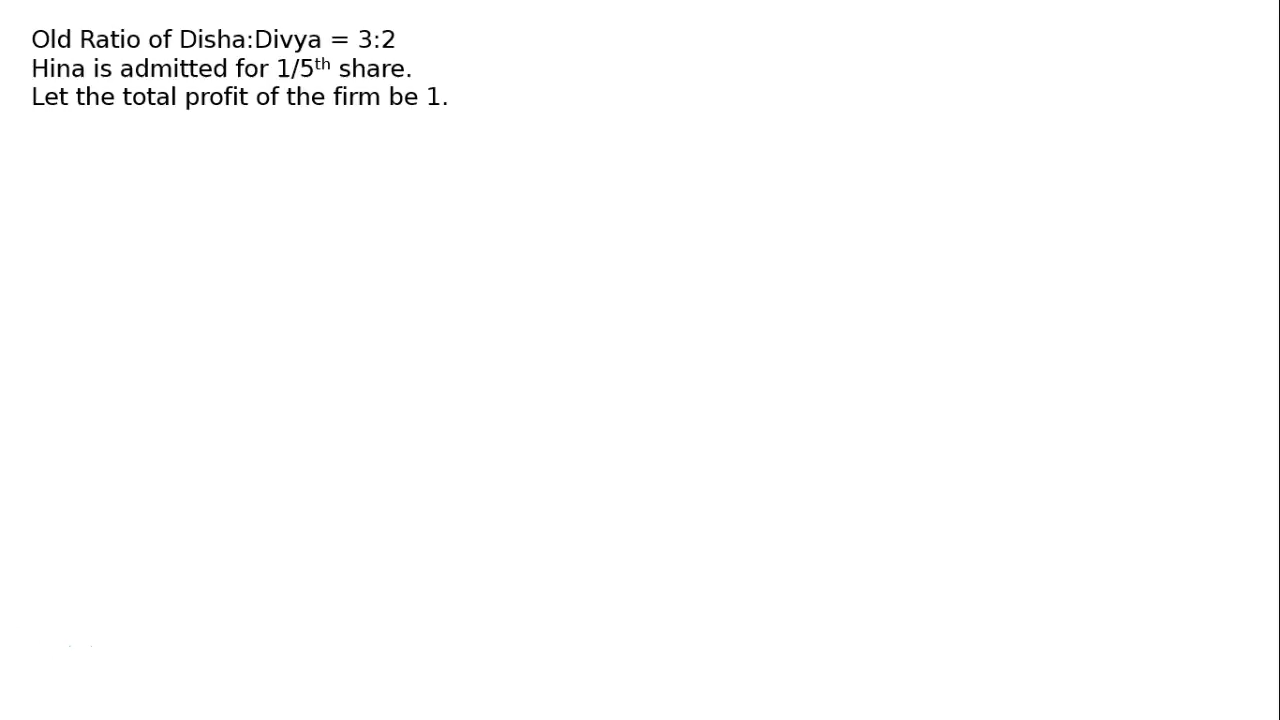 Old Ratio of Disha:Divya = 3:2
Hina is admitted for 1/5ᵗʰ share.
Let the total profit of the firm be 1.